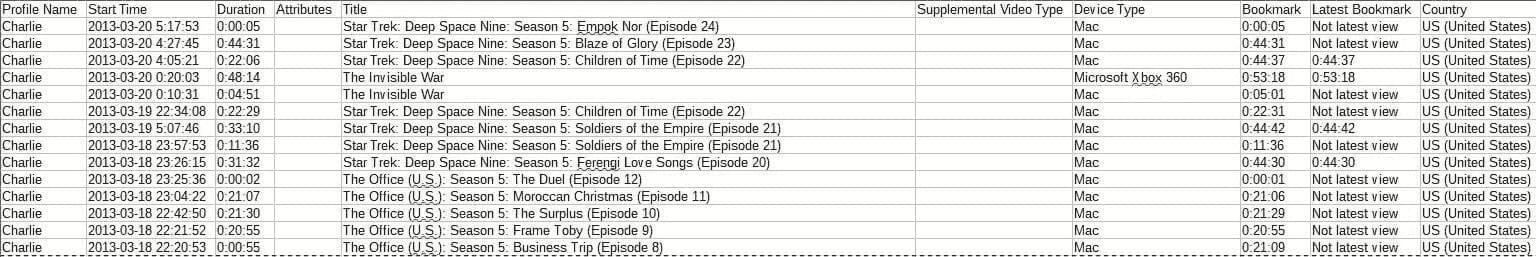 Profile Name Start Time Duration Attributes Title Supplemental Video Type Device Type Bookmark Latest Bookmark Country
Charlie 2013-03-20 5:17:53 0:00:05 Star Trek: Deep Space Nine: Season 5: Empok Nor (Episode 24) Mac 0:00:05 Not latest view US (United States)
Charlie 2013-03-20 4:27:45 0:44:31 Star Trek: Deep Space Nine: Season 5: Blaze of Glory (Episode 23) Mac 0:44:31 Not latest view US (United States)
Charlie 2013-03-20 4:05:21 0:22:06 Star Trek: Deep Space Nine: Season 5: Children of Time (Episode 22) Mac 0:44:37 0:44:37 US (United States)
Charlie 2013-03-20 0:20:03 0:48:14 The Invisible War Microsoft Xbox 360 0:53:18 0:53:18 US (United States)
Charlie 2013-03-20 0:10:31 0:04:51 The Invisible War Mac 0:05:01 Not latest view US (United States)
Charlie 2013-03-19 22:34:08 0:22:29 Star Trek: Deep Space Nine: Season 5: Children of Time (Episode 22) Mac 0:22:31 Not latest view US (United States)
Charlie 2013-03-19 5:07:46 0:33:10 Star Trek: Deep Space Nine: Season 5: Soldiers of the Empire (Episode 21) Mac 0:44:42 0:44:42 US (United States)
Charlie 2013-03-18 23:57:53 0:11:36 Star Trek: Deep Space Nine: Season 5: Soldiers of the Empire (Episode 21) Mac 0:11:36 Not latest view US (United States)
Charlie 2013-03-18 23:26:15 0:31:32 Star Trek: Deep Space Nine: Season 5: Ferengi Love Songs (Episode 20) Mac 0:44:30 0:44:30 US (United States)
Charlie 2013-03-18 23:25:36 0:00:02 The Office (U.S.): Season 5: The Duel (Episode 12) Mac 0:00:01 Not latest view US (United States)
Charlie 2013-03-18 23:04:22 0:21:07 The Office (U.S.): Season 5: Moroccan Christmas (Episode 11) Mac 0:21:06 Not latest view US (United States)
Charlie 2013-03-18 22:42:50 0:21:30 The Office (U.S.): Season 5: The Surplus (Episode 10) Mac 0:21:29 Not latest view US (United States)
Charlie 2013-03-18 22:21:52 0:20:55 The Office (U.S.): Season 5: Frame Toby (Episode 9) Mac 0:20:55 Not latest view US (United States)
Charlie 2013-03-18 22:20:53 0:00:55 The Office (U.S.): Season 5: Business Trip (Episode 8) Mac 0:21:09 Not latest view US (United States)